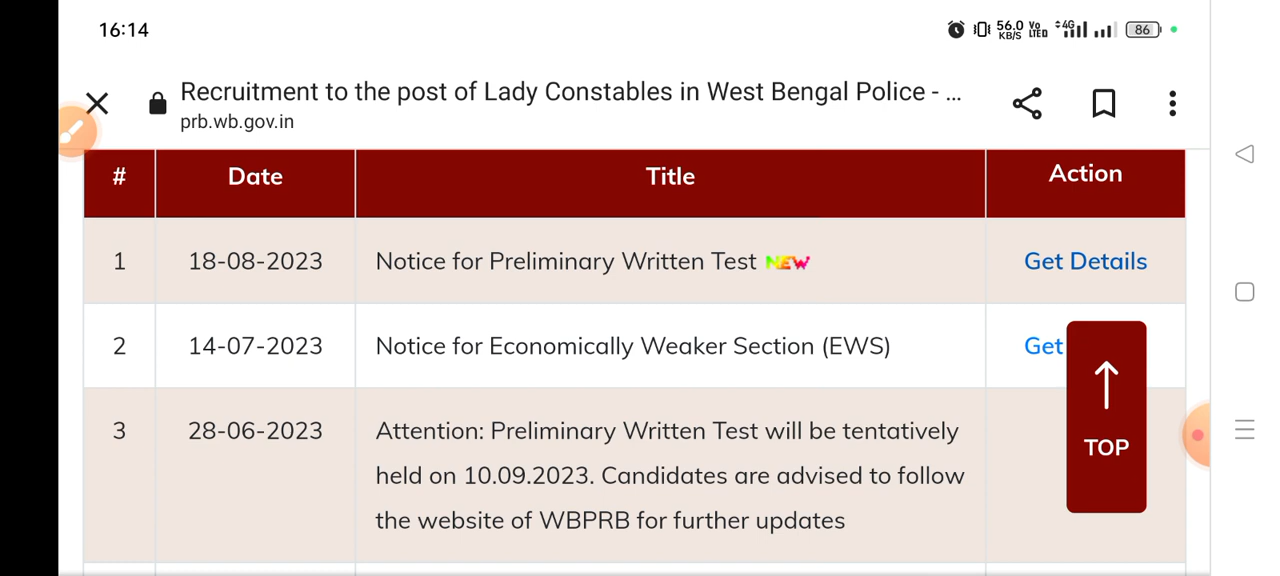 16:14
56.0 KB/S Vo LTED 4G 86
Recruitment to the post of Lady Constables in West Bengal Police - ...
prb.wb.gov.in
# Date Title Action
1 18-08-2023 Notice for Preliminary Written Test NEW Get Details
2 14-07-2023 Notice for Economically Weaker Section (EWS) Get
3 28-06-2023 Attention: Preliminary Written Test will be tentatively
held on 10.09.2023. Candidates are advised to follow
the website of WBPRB for further updates
TOP